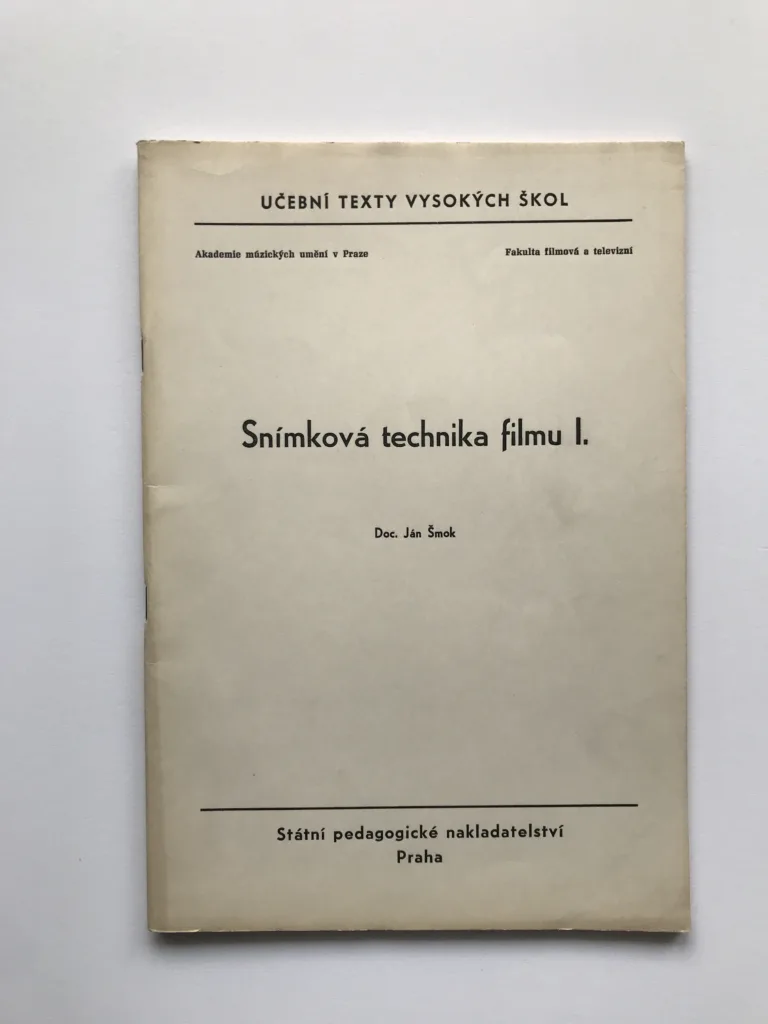 UČEBNÍ TEXTY VYSOKÝCH ŠKOL
Akademie múzických umění v Praze
Fakulta filmová a televizní
Snímková technika filmu I.
Doc. Ján Šmok
Státní pedagogické nakladatelství
Praha